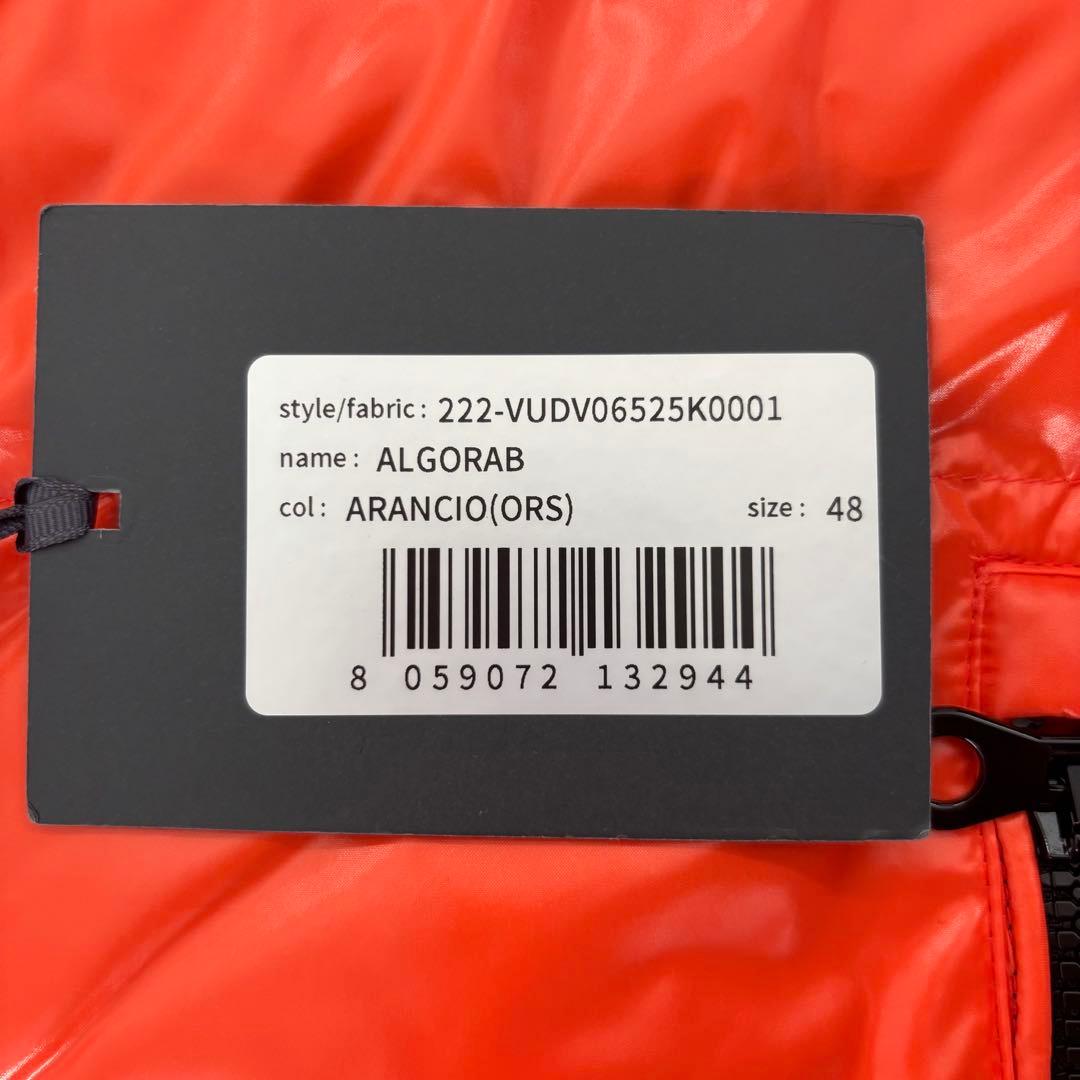 style/fabric: 222-VUDV06525K0001
name: ALGORAB
col: ARANCIO(ORS) size: 48
8 059072 132944